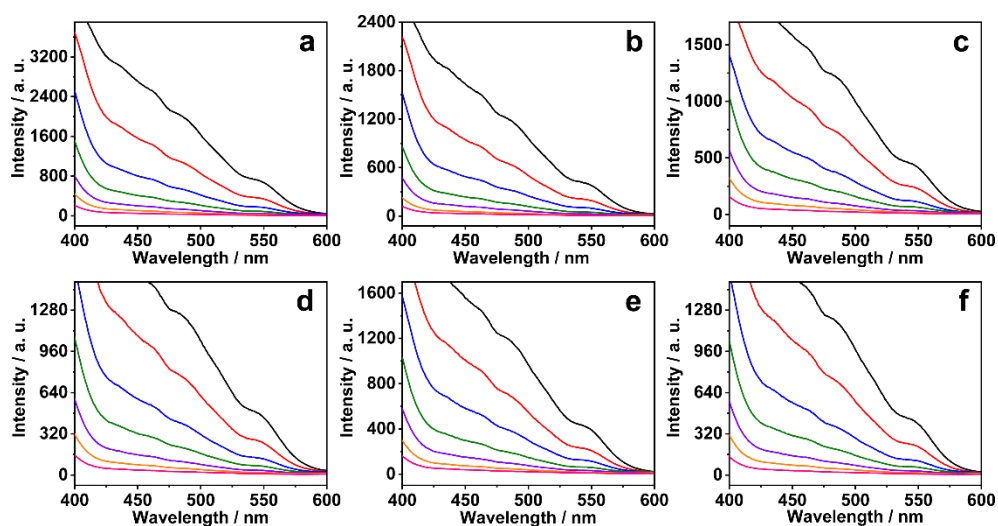 a
Intensity / a. u.
3200
2400
1600
800
0
400 450 500 550 600
Wavelength / nm
b
Intensity / a. u.
2400
1800
1200
600
0
400 450 500 550 600
Wavelength / nm
c
Intensity / a. u.
1500
1000
500
0
400 450 500 550 600
Wavelength / nm
d
Intensity / a. u.
1280
960
640
320
0
400 450 500 550 600
Wavelength / nm
e
Intensity / a. u.
1600
1200
800
400
0
400 450 500 550 600
Wavelength / nm
f
Intensity / a. u.
1280
960
640
320
0
400 450 500 550 600
Wavelength / nm